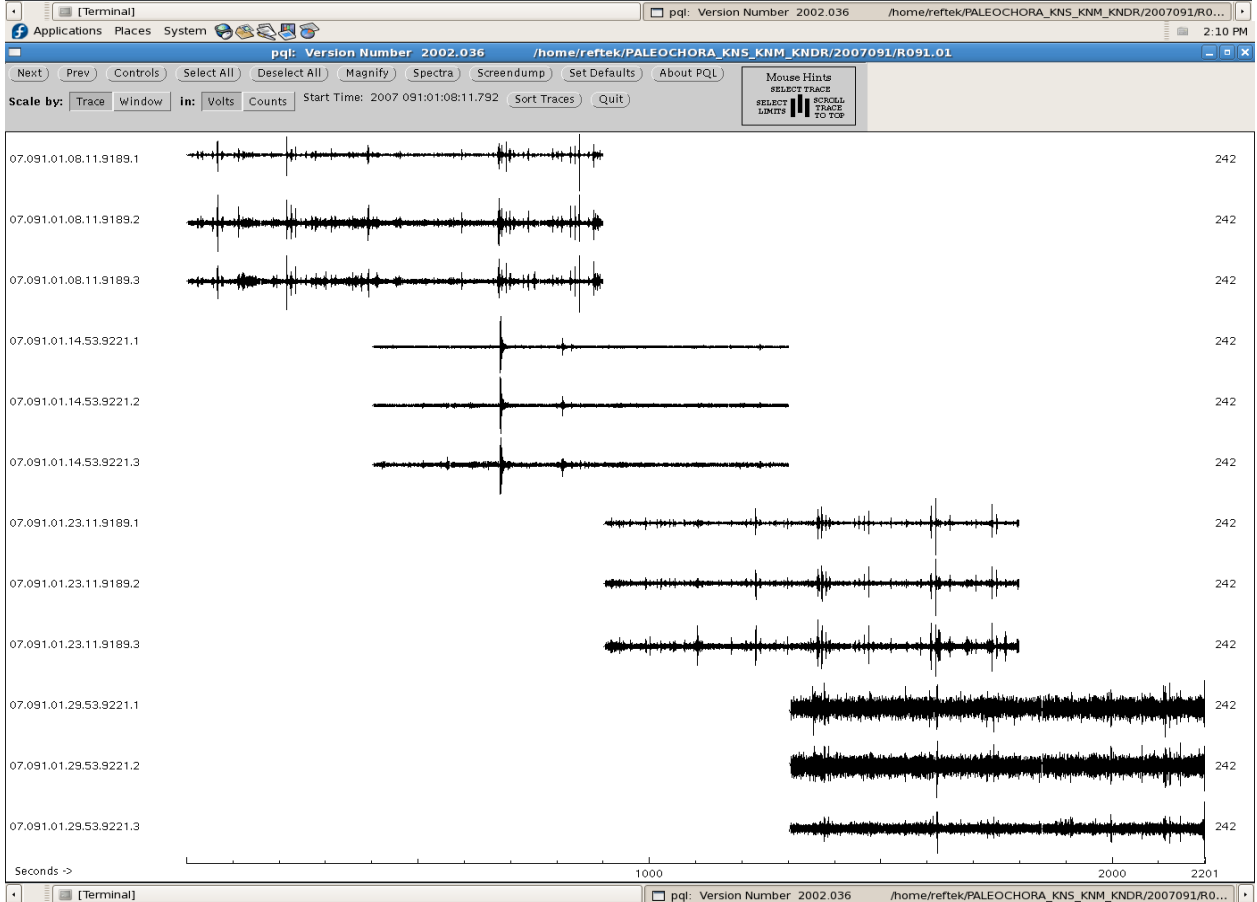 [Terminal] pql: Version Number 2002.036 /home/reftek/PALEOCHORA_KNS_KNM_KNDR/2007091/R0...
Applications Places System 2:10 PM
pql: Version Number 2002.036 /home/reftek/PALEOCHORA_KNS_KNM_KNDR/2007091/R091.01
Next Prev Controls Select All Deselect All Magnify Spectra Screendump Set Defaults About PQL
Scale by: Trace Window in: Volts Counts Start Time: 2007 091:01:08:11.792 Sort Traces Quit
Mouse Hints
SELECT TRACE
SELECT LIMITS
SCROLL TRACE TO TOP
07.091.01.08.11.9189.1 242
07.091.01.08.11.9189.2 242
07.091.01.08.11.9189.3 242
07.091.01.14.53.9221.1 242
07.091.01.14.53.9221.2 242
07.091.01.14.53.9221.3 242
07.091.01.23.11.9189.1 242
07.091.01.23.11.9189.2 242
07.091.01.23.11.9189.3 242
07.091.01.29.53.9221.1 242
07.091.01.29.53.9221.2 242
07.091.01.29.53.9221.3 242
Seconds ->
1000 2000 2201
[Terminal] pql: Version Number 2002.036 /home/reftek/PALEOCHORA_KNS_KNM_KNDR/2007091/R0...